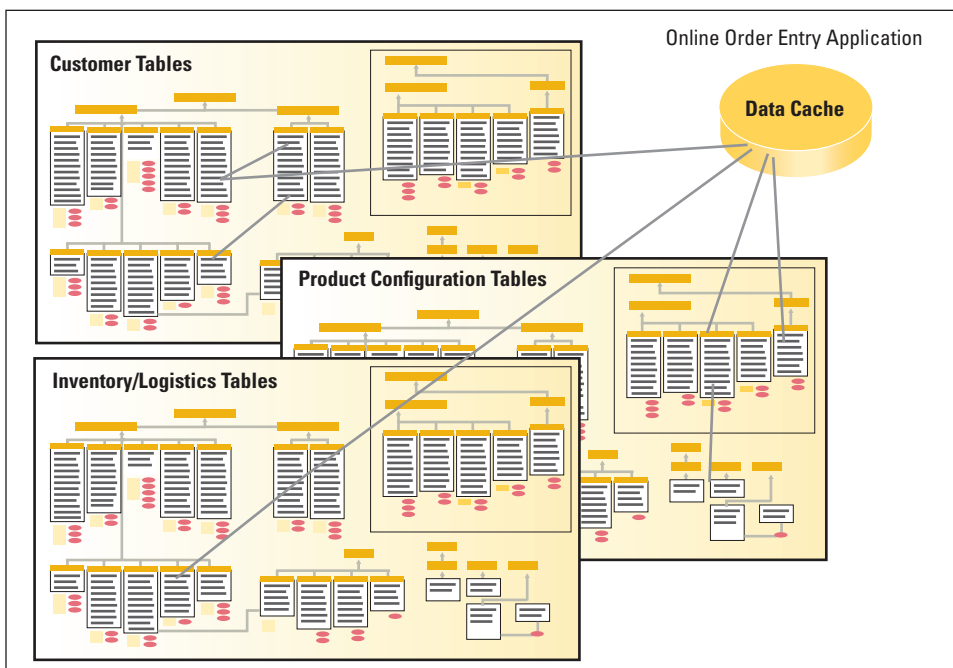 Online Order Entry Application
Customer Tables
Data Cache
Product Configuration Tables
Inventory/Logistics Tables